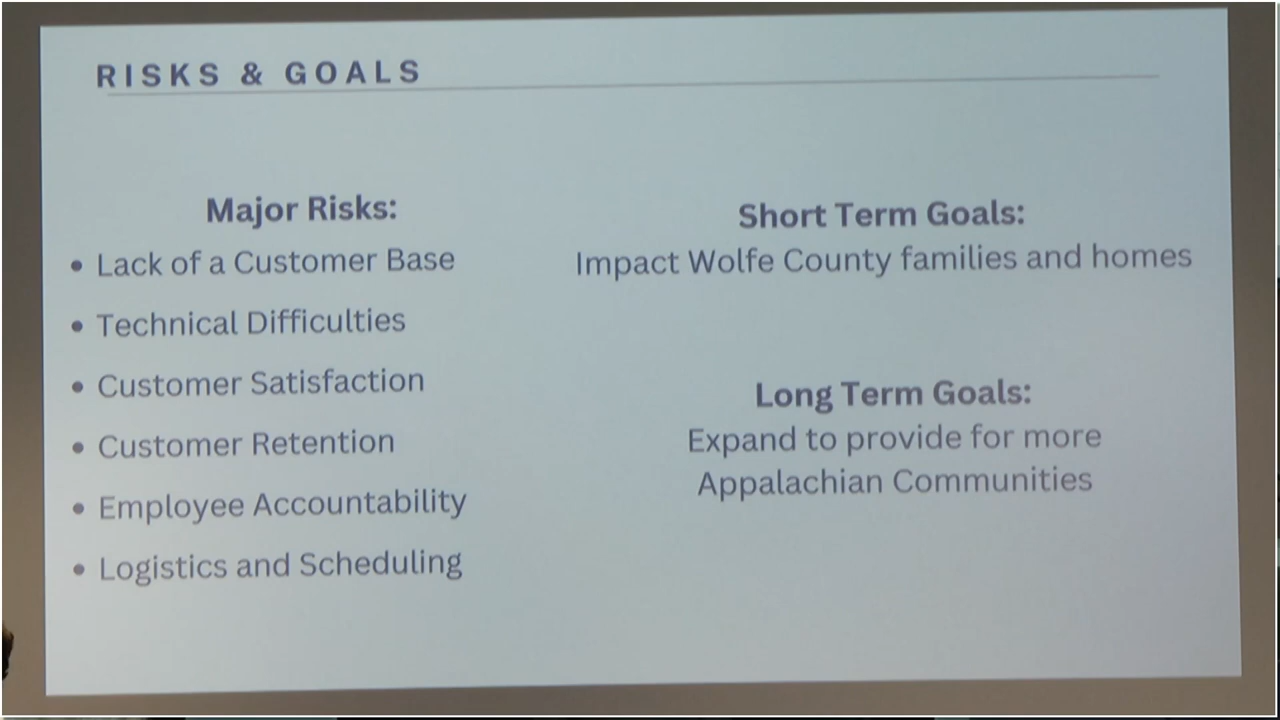 RISKS & GOALS
Major Risks:
• Lack of a Customer Base
• Technical Difficulties
• Customer Satisfaction
• Customer Retention
• Employee Accountability
• Logistics and Scheduling
Short Term Goals:
Impact Wolfe County families and homes
Long Term Goals:
Expand to provide for more
Appalachian Communities